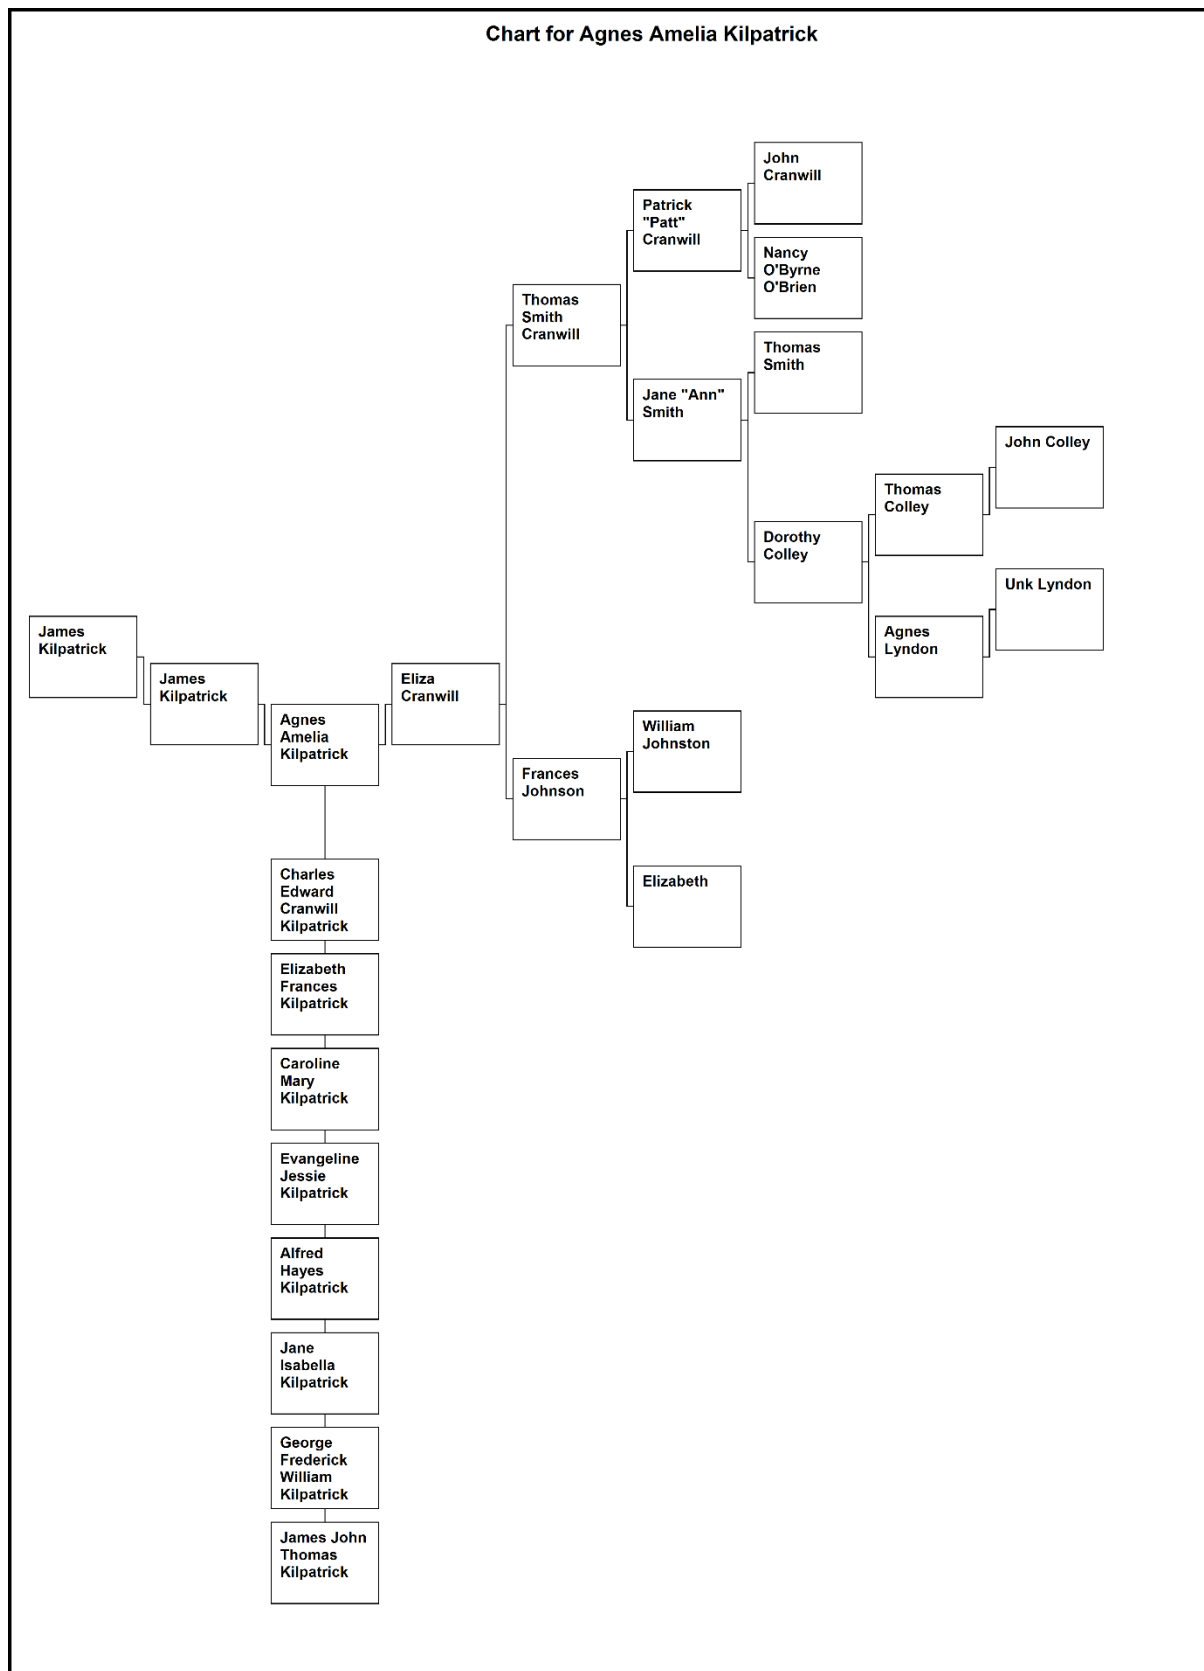 Chart for Agnes Amelia Kilpatrick
John
Cranwill
Patrick
"Patt"
Cranwill
Nancy
O'Byrne
O'Brien
Thomas
Smith
Cranwill
Thomas
Smith
Jane "Ann"
Smith
John Colley
Thomas
Colley
Dorothy
Colley
Unk Lyndon
Agnes
Lyndon
James
Kilpatrick
James
Kilpatrick
Agnes
Amelia
Kilpatrick
Eliza
Cranwill
William
Johnston
Frances
Johnson
Elizabeth
Charles
Edward
Cranwill
Kilpatrick
Elizabeth
Frances
Kilpatrick
Caroline
Mary
Kilpatrick
Evangeline
Jessie
Kilpatrick
Alfred
Hayes
Kilpatrick
Jane
Isabella
Kilpatrick
George
Frederick
William
Kilpatrick
James John
Thomas
Kilpatrick